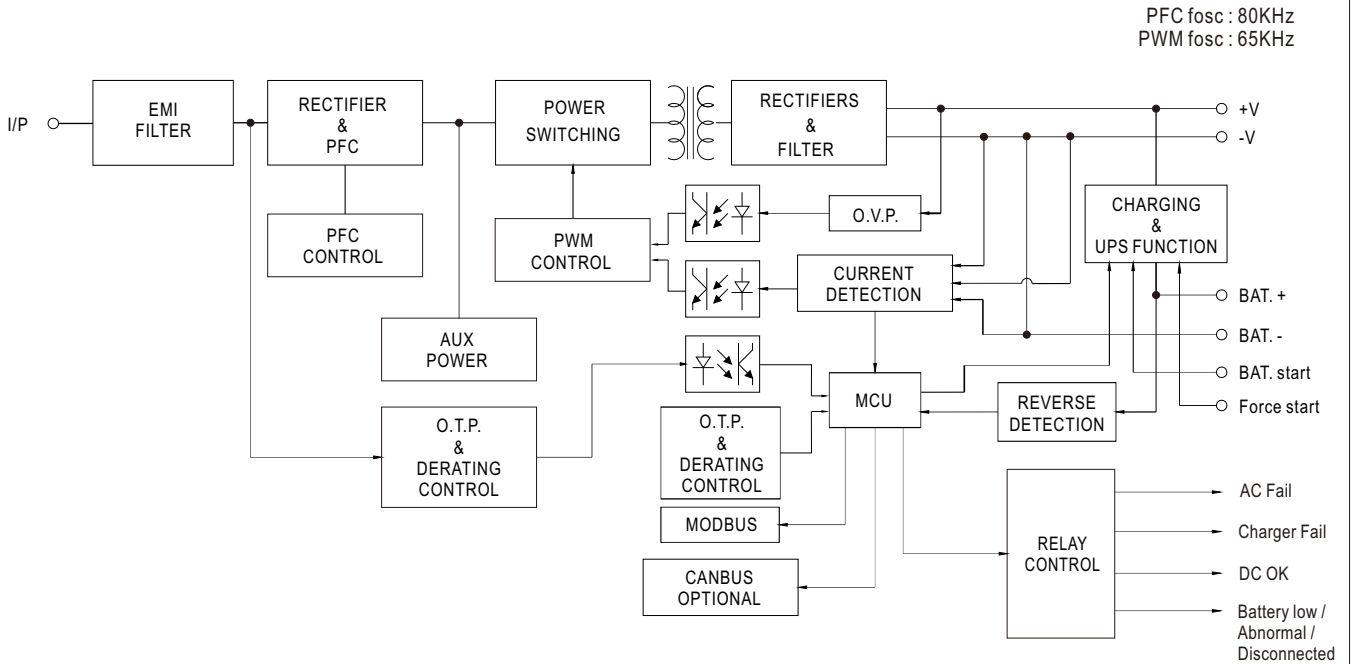 PFC fosc : 80KHz
PWM fosc : 65KHz
I/P
EMI
FILTER
RECTIFIER
&
PFC
POWER
SWITCHING
RECTIFIERS
&
FILTER
+V
-V
PFC
CONTROL
PWM
CONTROL
O.V.P.
CHARGING
&
UPS FUNCTION
CURRENT
DETECTION
BAT. +
BAT. -
BAT. start
Force start
AUX
POWER
MCU
REVERSE
DETECTION
O.T.P.
&
DERATING
CONTROL
O.T.P.
&
DERATING
CONTROL
MODBUS
CANBUS
OPTIONAL
RELAY
CONTROL
AC Fail
Charger Fail
DC OK
Battery low /
Abnormal /
Disconnected